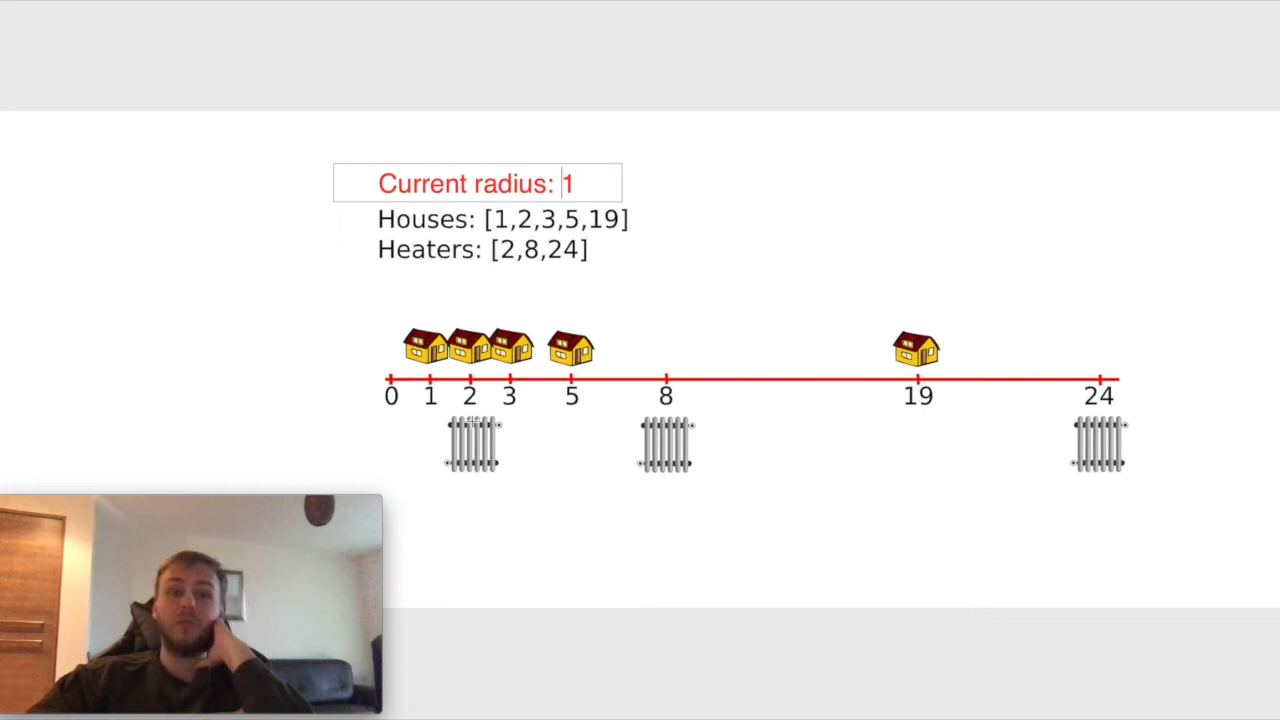 Current radius: 1
Houses: [1,2,3,5,19]
Heaters: [2,8,24]
0 1 2 3 5 8 19 24